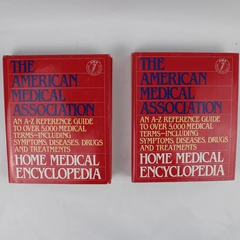 THE
AMERICAN
MEDICAL
ASSOCIATION
AN A-Z REFERENCE GUIDE
TO OVER 5,000 MEDICAL
TERMS—INCLUDING
SYMPTOMS, DISEASES, DRUGS
AND TREATMENTS
HOME MEDICAL
ENCYCLOPEDIA
THE
AMERICAN
MEDICAL
ASSOCIATION
AN A-Z REFERENCE GUIDE
TO OVER 5,000 MEDICAL
TERMS—INCLUDING
SYMPTOMS, DISEASES, DRUGS
AND TREATMENTS
HOME MEDICAL
ENCYCLOPEDIA